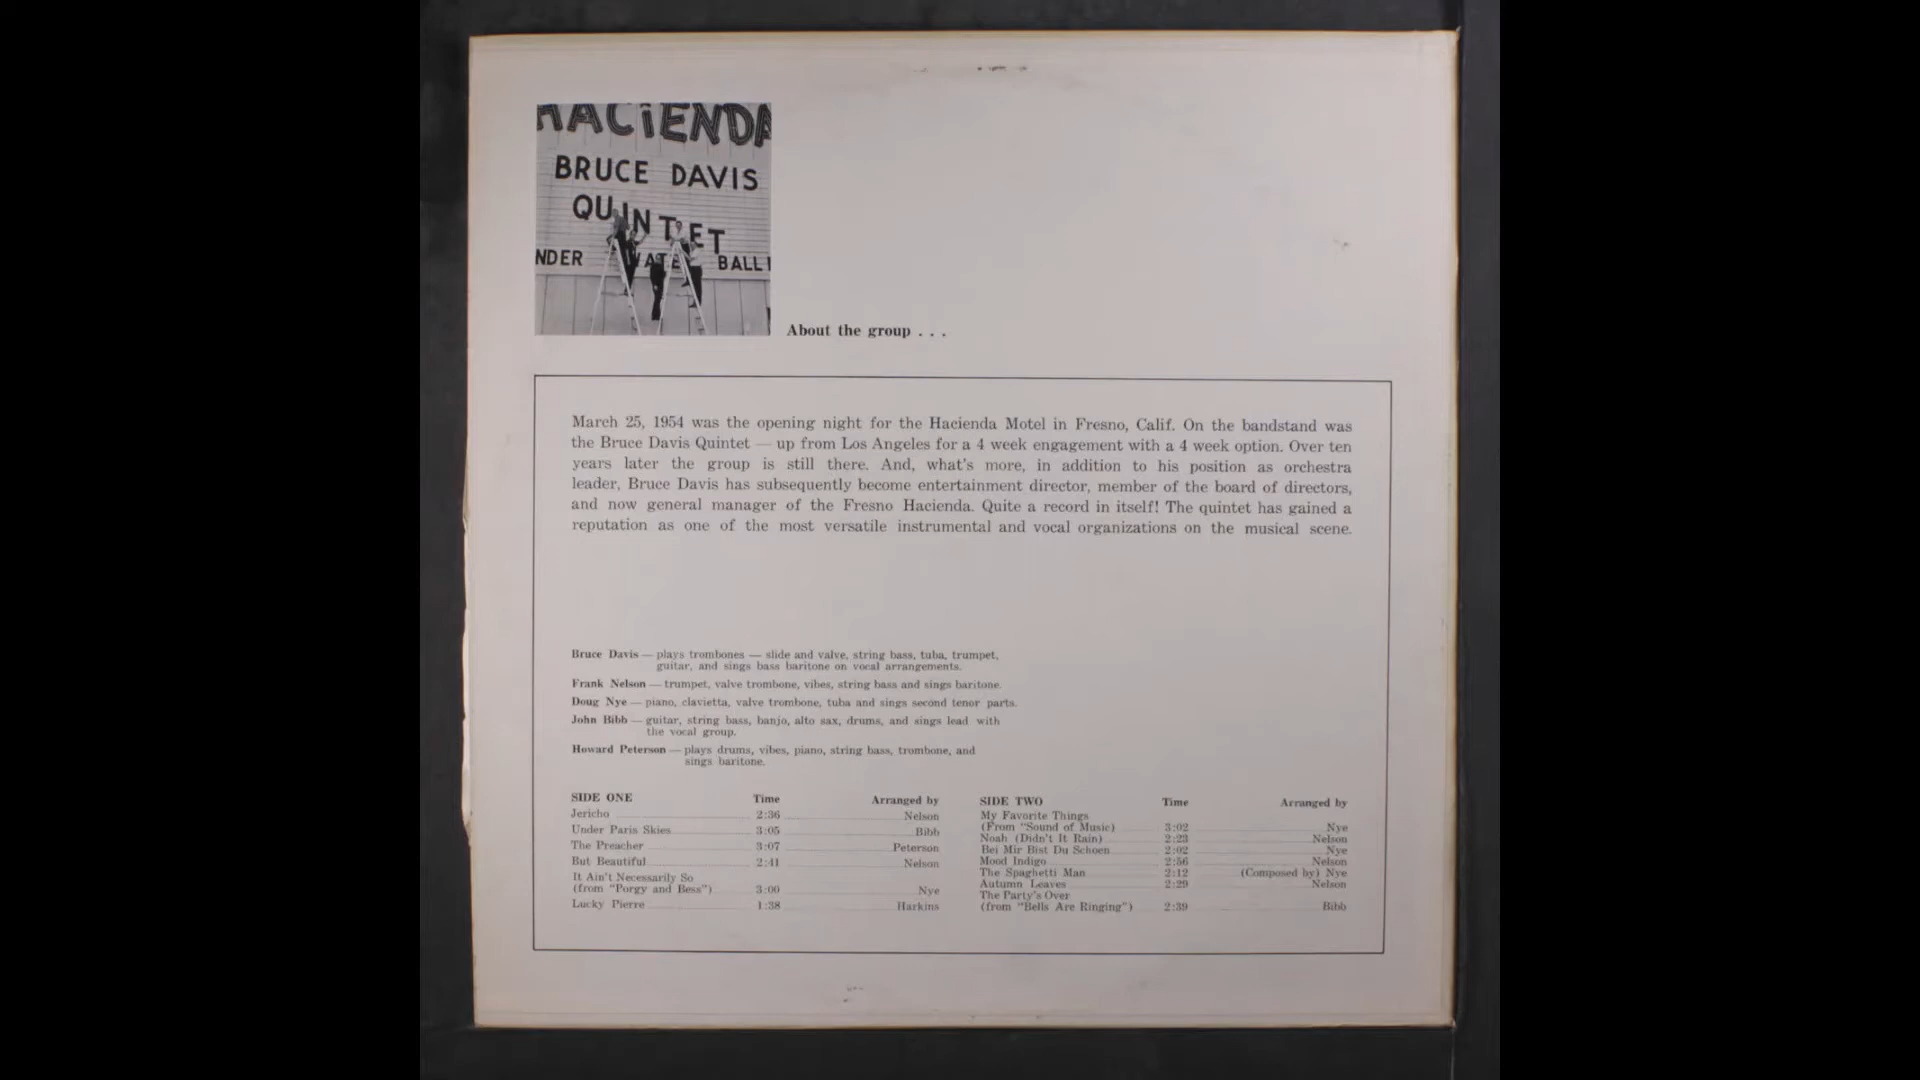 HACIENDA
BRUCE DAVIS
QUINTET
NDER WATE BALL
About the group . . .
March 25, 1954 was the opening night for the Hacienda Motel in Fresno, Calif. On the bandstand was
the Bruce Davis Quintet — up from Los Angeles for a 4 week engagement with a 4 week option. Over ten
years later the group is still there. And, what's more, in addition to his position as orchestra
leader, Bruce Davis has subsequently become entertainment director, member of the board of directors,
and now general manager of the Fresno Hacienda. Quite a record in itself! The quintet has gained a
reputation as one of the most versatile instrumental and vocal organizations on the musical scene.
Bruce Davis — plays trombones — slide and valve, string bass, tuba, trumpet,
guitar, and sings bass baritone on vocal arrangements.
Frank Nelson — trumpet, valve trombone, vibes, string bass and sings baritone.
Doug Nye — piano, clavietta, valve trombone, tuba and sings second tenor parts.
John Bibb — guitar, string bass, banjo, alto sax, drums, and sings lead with
the vocal group.
Howard Peterson — plays drums, vibes, piano, string bass, trombone, and
sings baritone.
SIDE ONE Time Arranged by
Jericho 2:36 Nelson
Under Paris Skies 3:05 Bibb
The Preacher 3:07 Peterson
But Beautiful 2:41 Nelson
It Ain't Necessarily So
(from "Porgy and Bess") 3:00 Nye
Lucky Pierre 1:38 Harkins
SIDE TWO Time Arranged by
My Favorite Things
(From "Sound of Music) 3:02 Nye
Noah (Didn't It Rain) 2:23 Nelson
Bei Mir Bist Du Schoen 2:02 Nye
Mood Indigo 2:56 Nelson
The Spaghetti Man 2:12 (Composed by) Nye
Autumn Leaves 2:29 Nelson
The Party's Over
(from "Bells Are Ringing") 2:39 Bibb